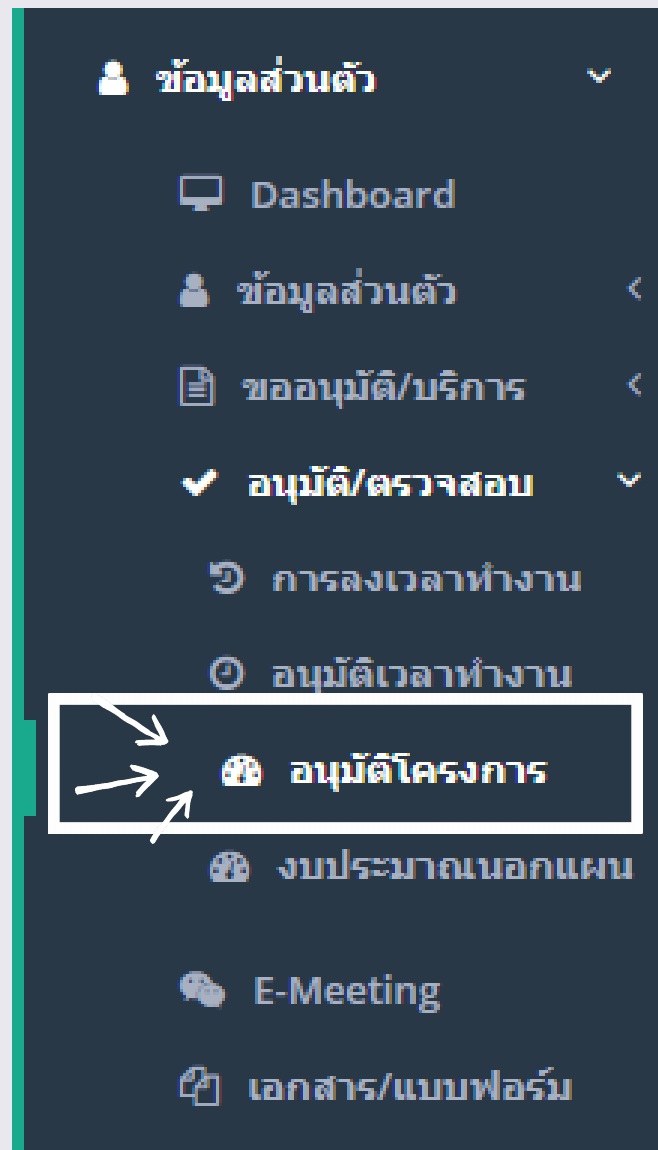 ข้อมูลส่วนตัว
Dashboard
ข้อมูลส่วนตัว
ขออนุมัติ/บริการ
อนุมัติ/ตรวจสอบ
การลงเวลาทำงาน
อนุมัติเวลาทำงาน
อนุมัติโครงการ
งบประมาณนอกแผน
E-Meeting
เอกสาร/แบบฟอร์ม